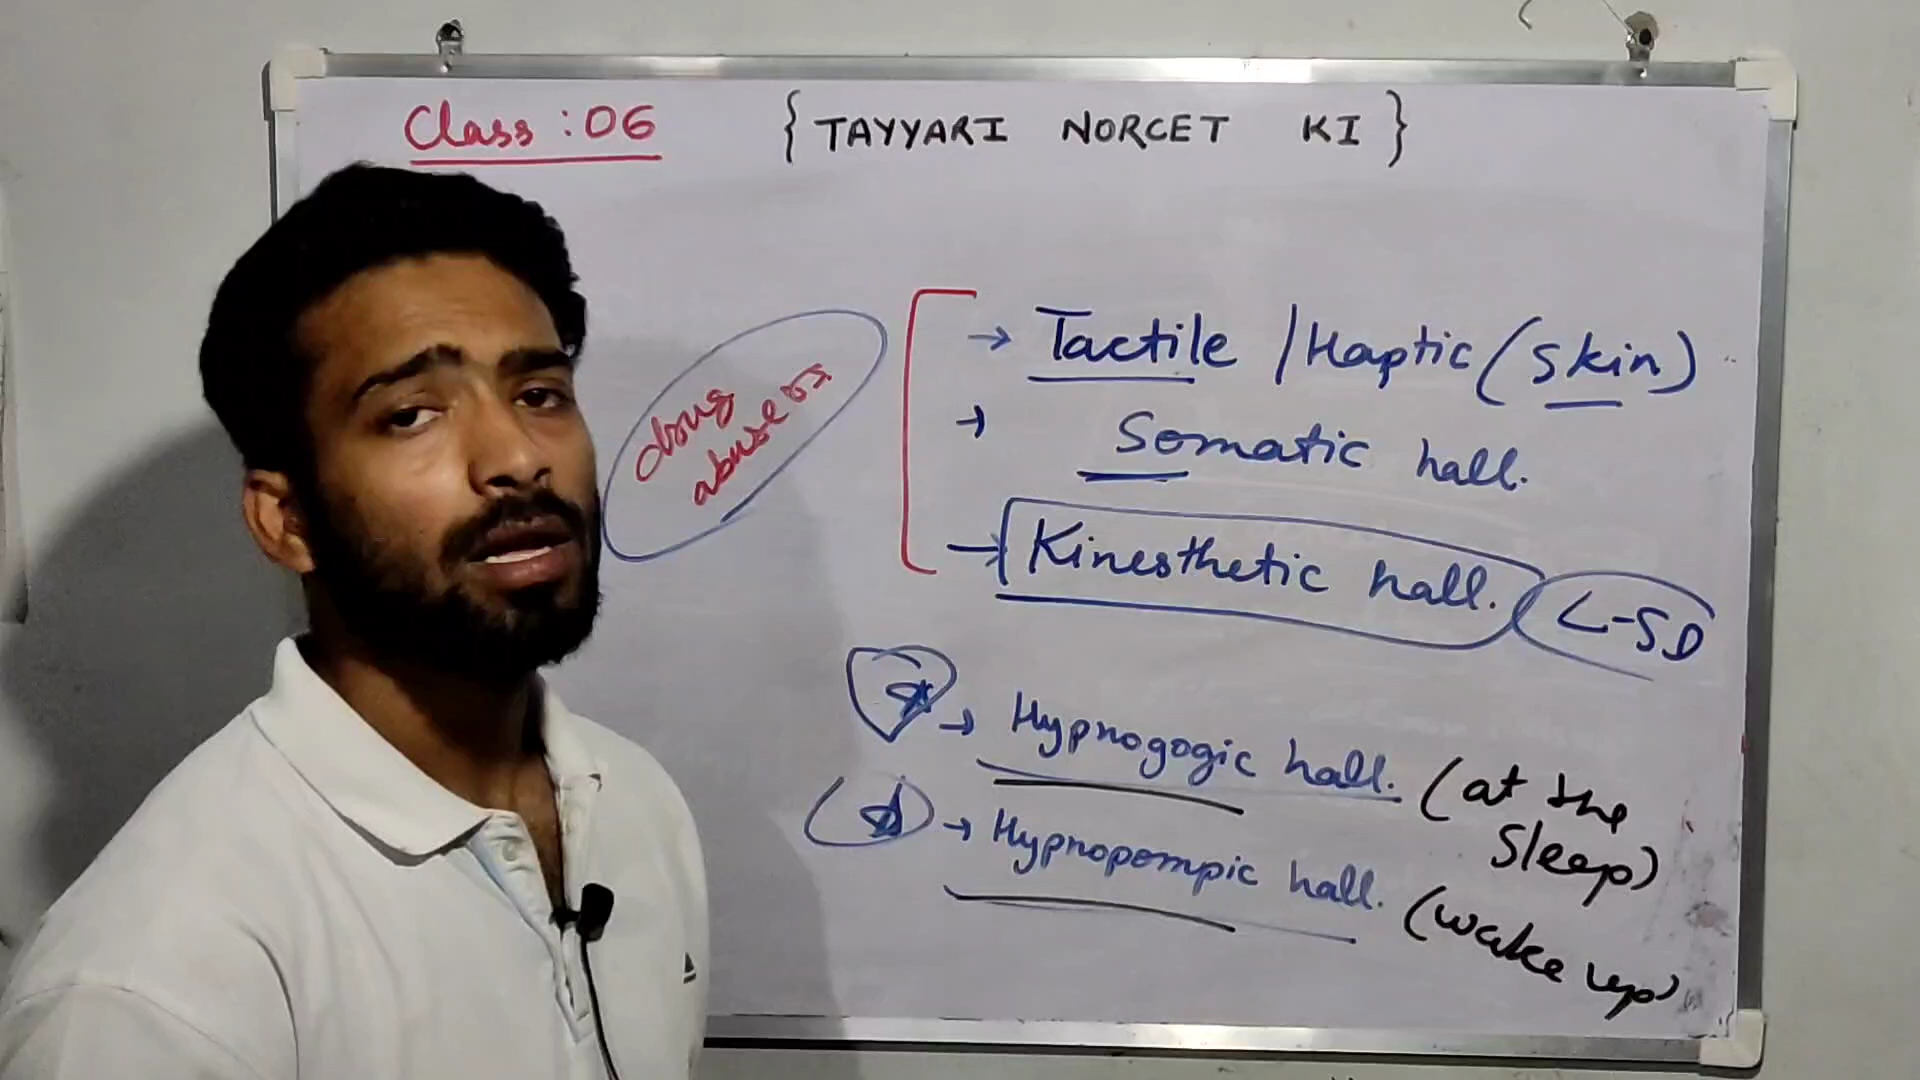 Class : 06
{ TAYYARI NORCET KI }
drug
abusers
→ Tactile / Haptic (Skin)
→ Somatic hall.
→ Kinesthetic hall. L-SD
→ Hypnogogic hall. (at the
Sleep)
→ Hypnopompic hall. (wake up)